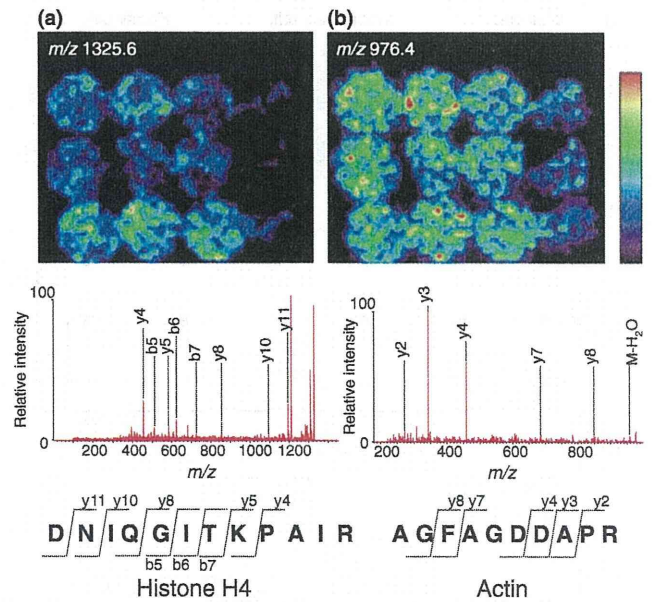 (a)
(b)
m/z 1325.6
m/z 976.4
100
Relative intensity
0
y4
b5
y5
b6
b7
y8
y10
y11
200
400
600
800
1000
1200
m/z
100
Relative intensity
0
y2
y3
y4
y7
y8
M-H₂O
200
400
600
800
m/z
y11 y10 y8 y5 y4
D N I Q G I T K P A I R
b5 b6 b7
Histone H4
y8 y7 y4 y3 y2
A G F A G D D A P R
Actin